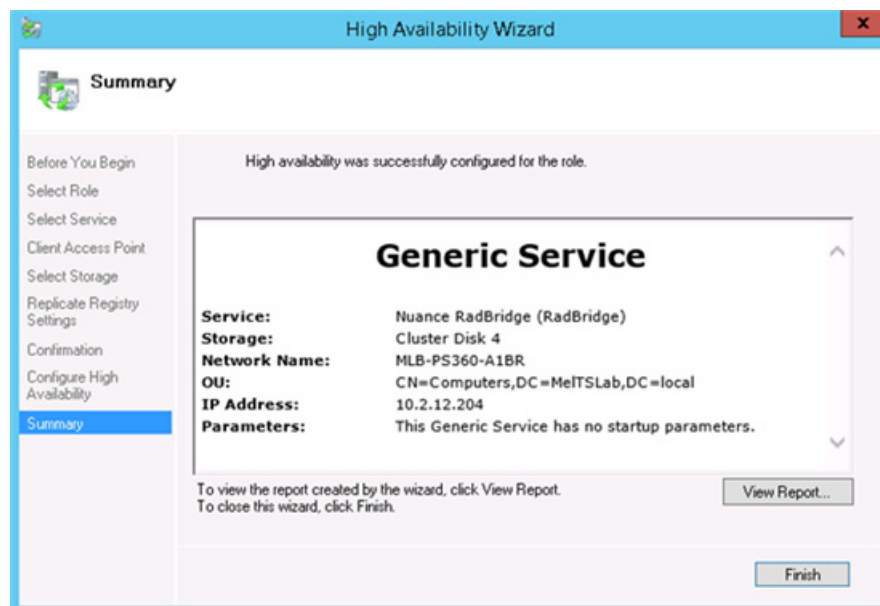 High Availability Wizard
x
Summary
Before You Begin
Select Role
Select Service
Client Access Point
Select Storage
Replicate Registry
Settings
Confirmation
Configure High
Availability
Summary
High availability was successfully configured for the role.
Generic Service
Service: Nuance RadBridge (RadBridge)
Storage: Cluster Disk 4
Network Name: MLB-PS360-A1BR
OU: CN=Computers,DC=MelTSLab,DC=local
IP Address: 10.2.12.204
Parameters: This Generic Service has no startup parameters.
To view the report created by the wizard, click View Report.
To close this wizard, click Finish.
View Report...
Finish